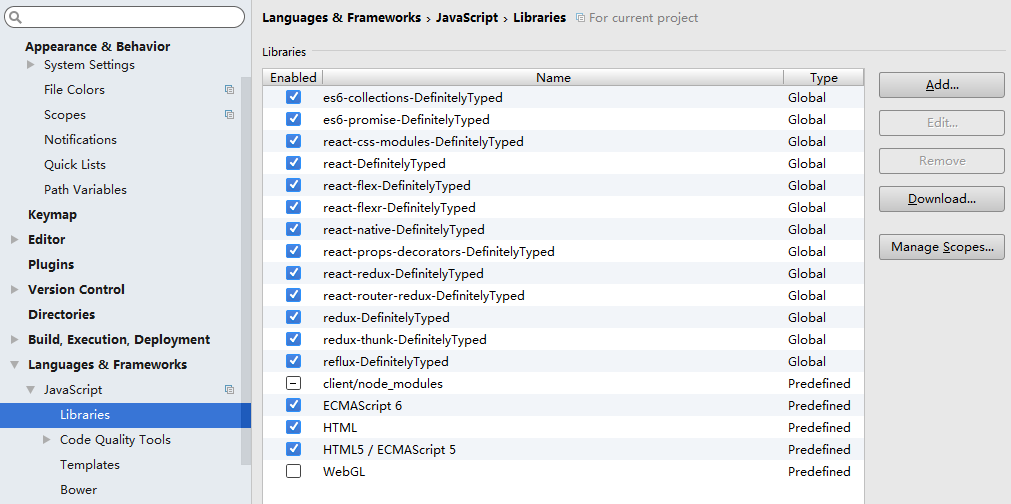 Appearance & Behavior
System Settings
File Colors
Scopes
Notifications
Quick Lists
Path Variables
Keymap
Editor
Plugins
Version Control
Directories
Build, Execution, Deployment
Languages & Frameworks
JavaScript
Libraries
Code Quality Tools
Templates
Bower
Languages & Frameworks › JavaScript › Libraries For current project
Libraries
Enabled Name Type
es6-collections-DefinitelyTyped Global
es6-promise-DefinitelyTyped Global
react-css-modules-DefinitelyTyped Global
react-DefinitelyTyped Global
react-flex-DefinitelyTyped Global
react-flexr-DefinitelyTyped Global
react-native-DefinitelyTyped Global
react-props-decorators-DefinitelyTyped Global
react-redux-DefinitelyTyped Global
react-router-redux-DefinitelyTyped Global
redux-DefinitelyTyped Global
redux-thunk-DefinitelyTyped Global
reflux-DefinitelyTyped Global
client/node_modules Predefined
ECMAScript 6 Predefined
HTML Predefined
HTML5 / ECMAScript 5 Predefined
WebGL Predefined
Add...
Edit...
Remove
Download...
Manage Scopes...